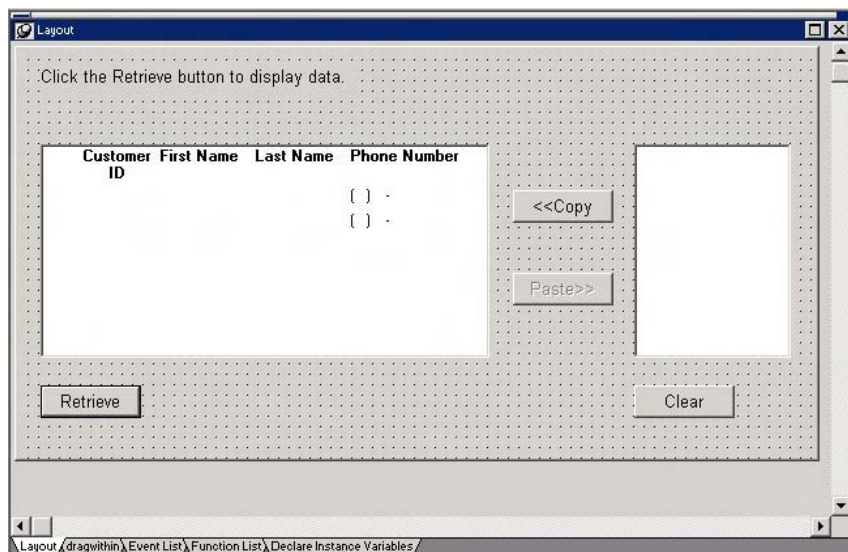 Layout
Click the Retrieve button to display data.
Customer ID First Name Last Name Phone Number
( ) -
( ) -
<<Copy
Paste>>
Retrieve
Clear
Layout dragwithin Event List Function List Declare Instance Variables